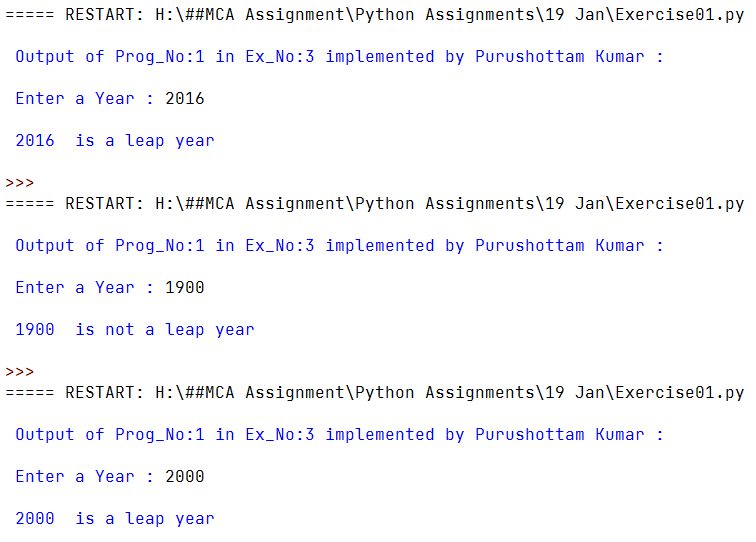 ===== RESTART: H:\##MCA Assignment\Python Assignments\19 Jan\Exercise01.py
Output of Prog_No:1 in Ex_No:3 implemented by Purushottam Kumar :
Enter a Year : 2016
2016  is a leap year
>>>
===== RESTART: H:\##MCA Assignment\Python Assignments\19 Jan\Exercise01.py
Output of Prog_No:1 in Ex_No:3 implemented by Purushottam Kumar :
Enter a Year : 1900
1900  is not a leap year
>>>
===== RESTART: H:\##MCA Assignment\Python Assignments\19 Jan\Exercise01.py
Output of Prog_No:1 in Ex_No:3 implemented by Purushottam Kumar :
Enter a Year : 2000
2000  is a leap year